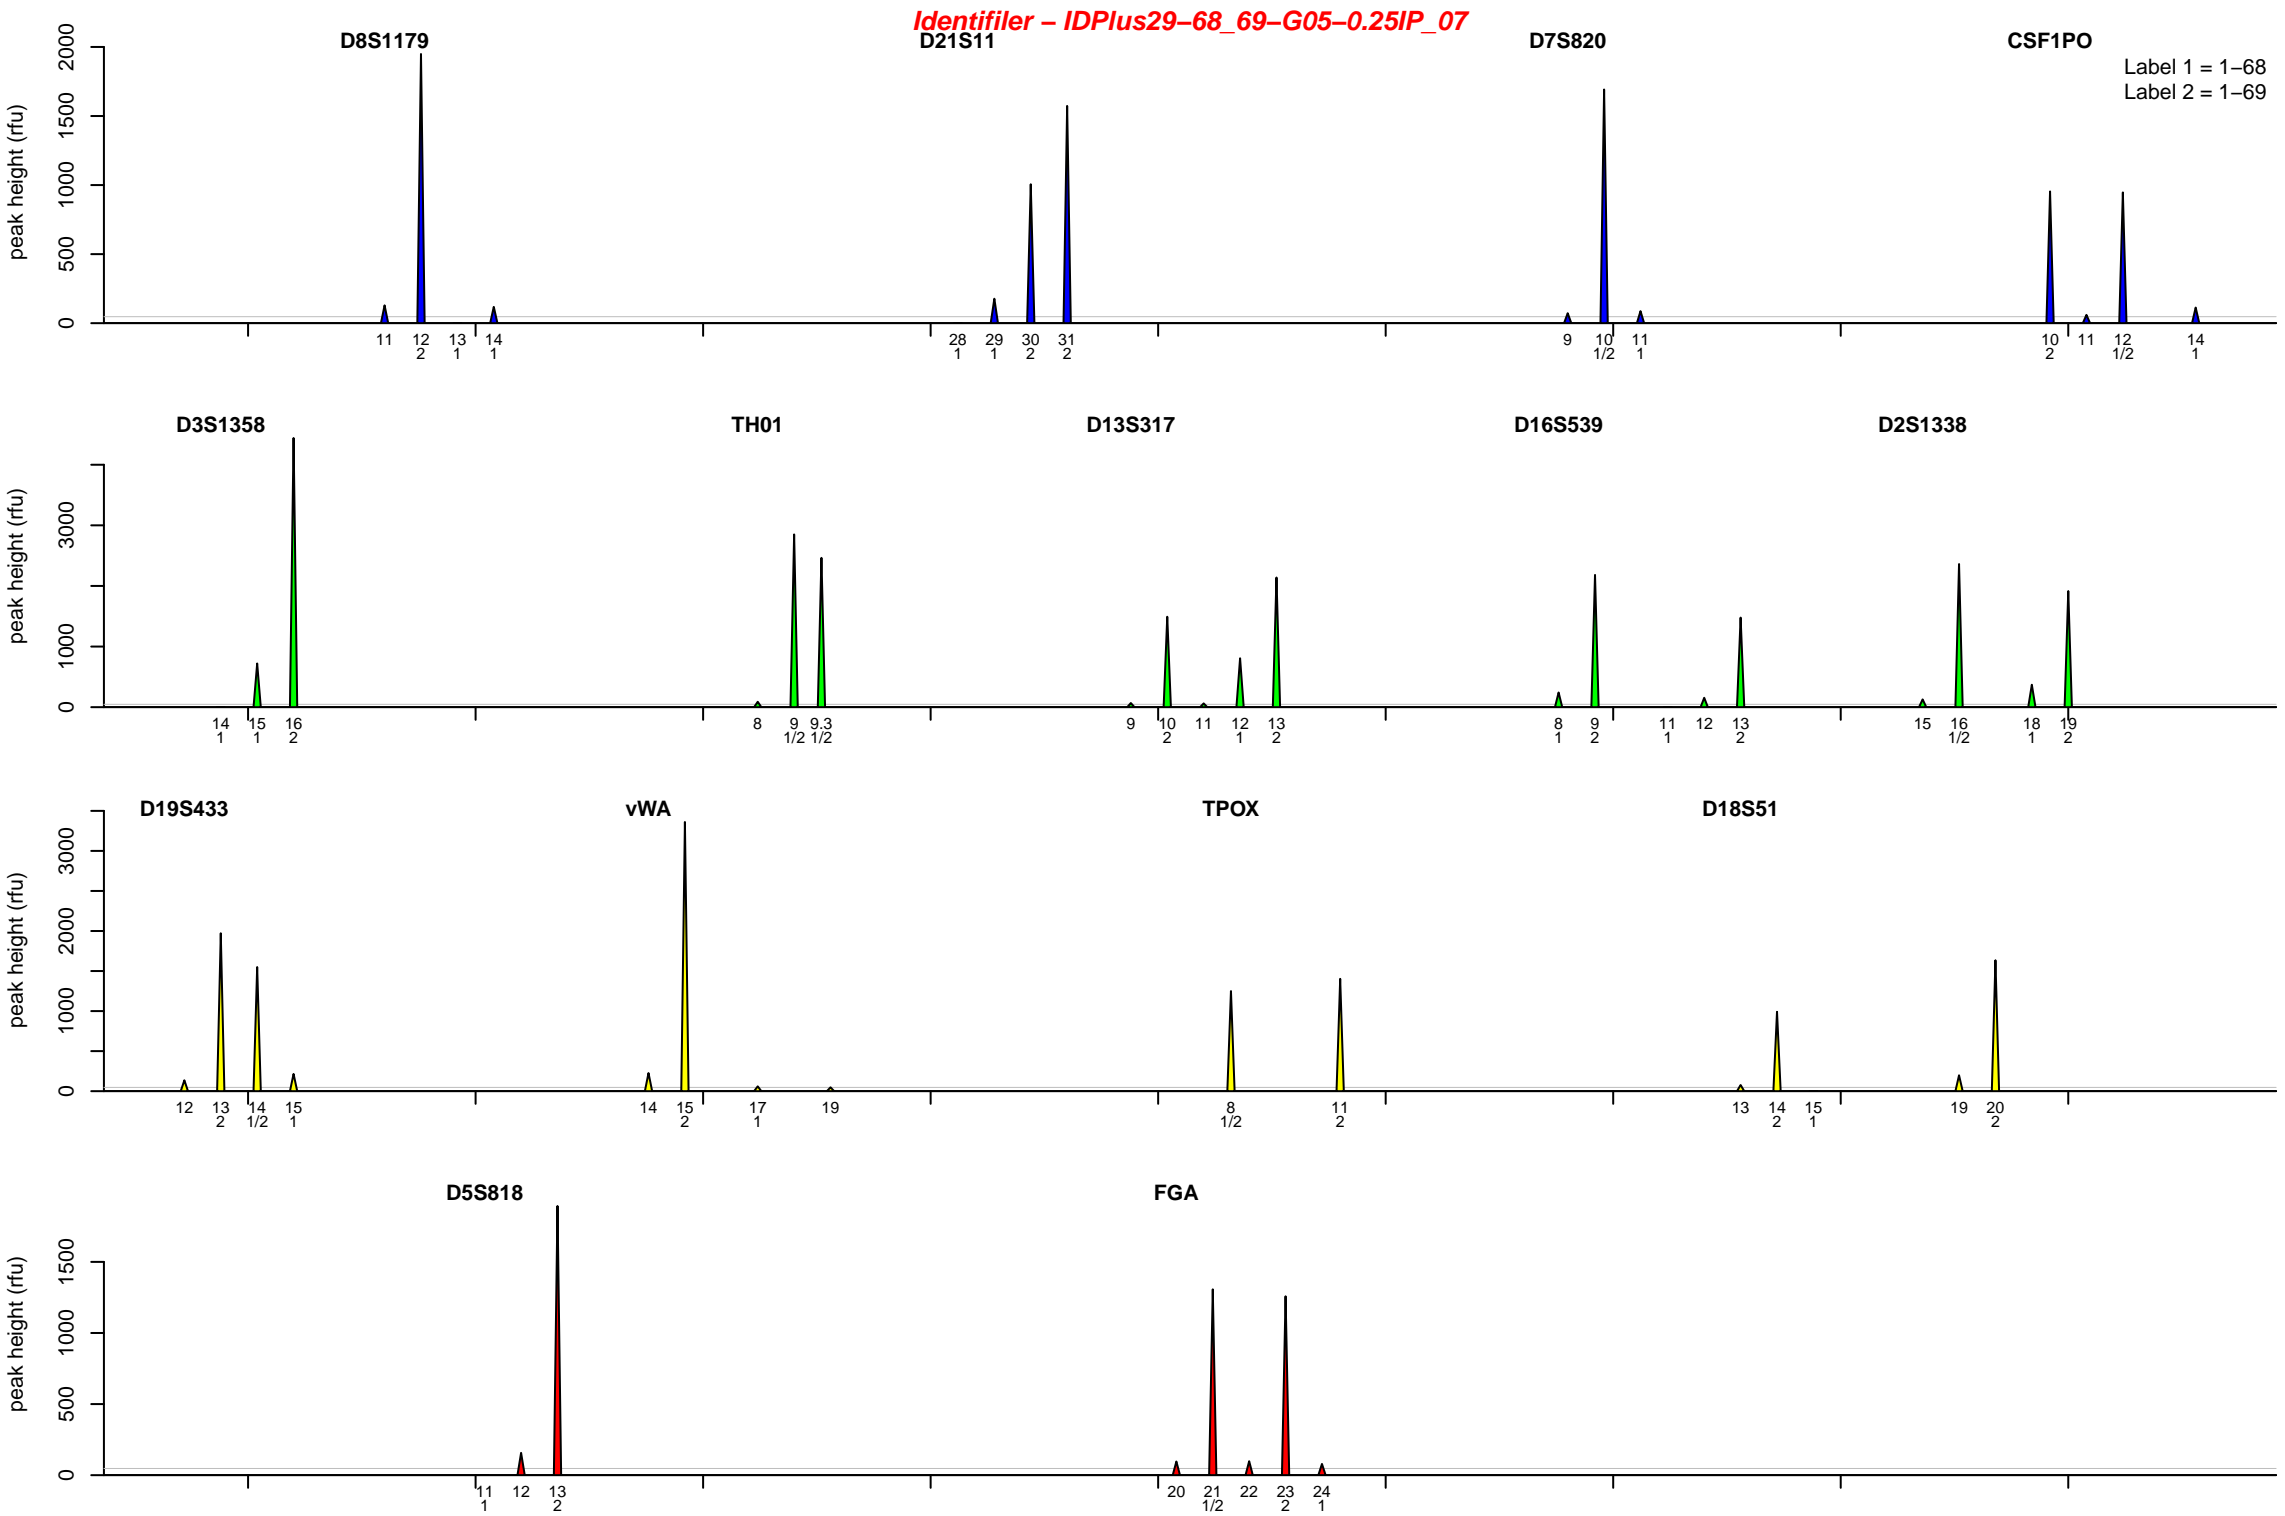 Identifiler – IDPlus29–68_69–G05–0.25IP_07
D8S1179 D21S11 D7S820 CSF1PO
Label 1 = 1–68
Label 2 = 1–69
peak height (rfu)
0 500 1000 1500 2000
11 12 13 14 28 29 30 31 9 10 11 10 11 12 14
2 1 1 1 1 2 2 1/2 1 2 1/2 1
D3S1358 TH01 D13S317 D16S539 D2S1338
peak height (rfu)
0 1000 3000
14 15 16 8 9 9.3 9 10 11 12 13 8 9 11 12 13 15 16 18 19
1 1 2 1/2 1/2 2 1 2 1 2 1 2 1/2 1 2
D19S433 vWA TPOX D18S51
peak height (rfu)
0 1000 2000 3000
12 13 14 15 14 15 17 19 8 11 13 14 15 19 20
2 1/2 1 2 1 1/2 2 2 1 2
D5S818 FGA
peak height (rfu)
0 500 1000 1500
11 12 13 20 21 22 23 24
1 2 1/2 2 1